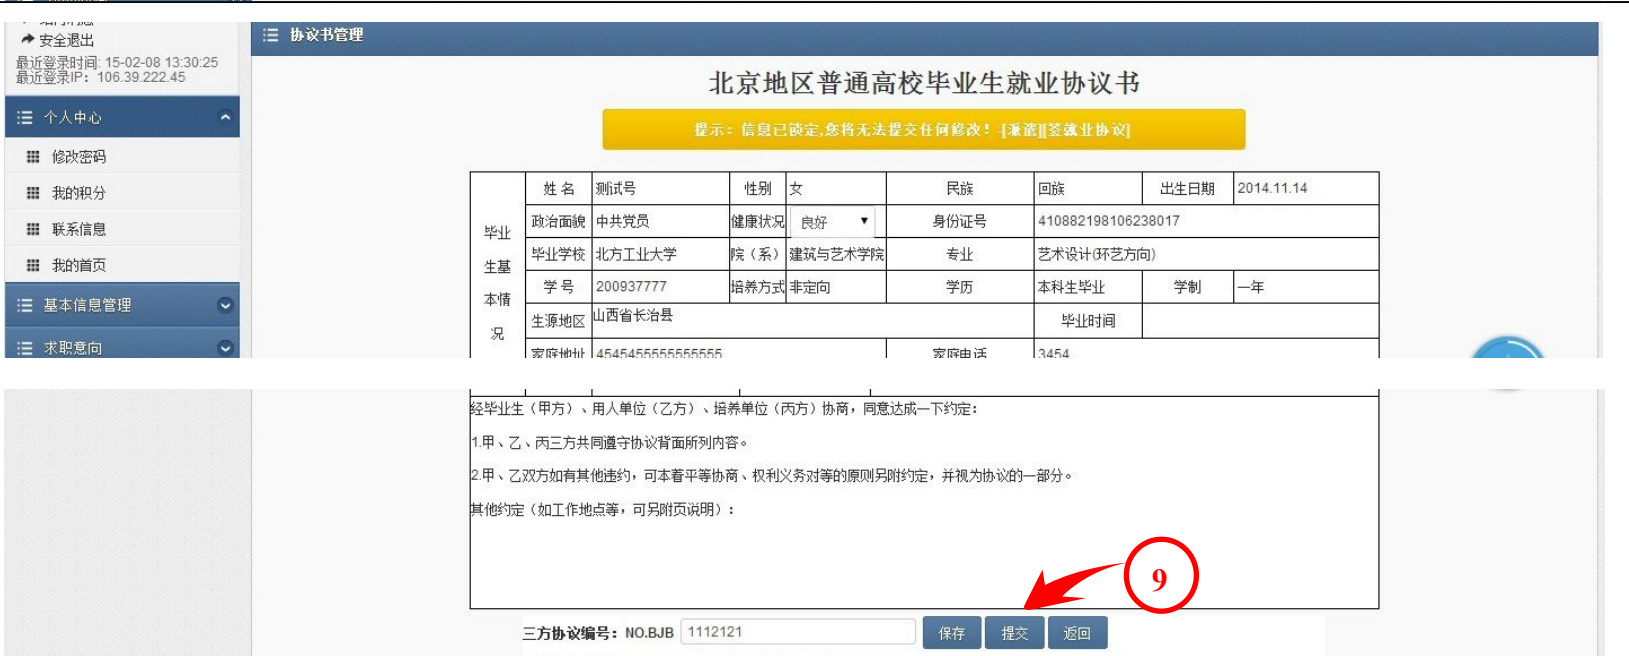 安全退出
最近登录时间: 15-02-08 13:30:25
最近登录IP: 106.39.222.45
个人中心
修改密码
我的积分
联系信息
我的首页
基本信息管理
求职意向
协议书管理
北京地区普通高校毕业生就业协议书
提示：信息已锁定,您将无法提交任何修改！-[派遣][签就业协议]
毕业生基本情况
姓 名 测试号 性别 女 民族 回族 出生日期 2014.11.14
政治面貌 中共党员 健康状况 良好 身份证号 410882198106238017
毕业学校 北方工业大学 院（系） 建筑与艺术学院 专业 艺术设计(环艺方向)
学 号 200937777 培养方式 非定向 学历 本科生毕业 学制 一年
生源地区 山西省长治县 毕业时间
家庭地址 4545455555555555 家庭电话 3454
经毕业生（甲方）、用人单位（乙方）、培养单位（丙方）协商，同意达成一下约定：
1.甲、乙、丙三方共同遵守协议背面所列内容。
2.甲、乙双方如有其他违约，可本着平等协商、权利义务对等的原则另附约定，并视为协议的一部分。
其他约定（如工作地点等，可另附页说明）：
9
三方协议编号：NO.BJB 1112121 保存 提交 返回